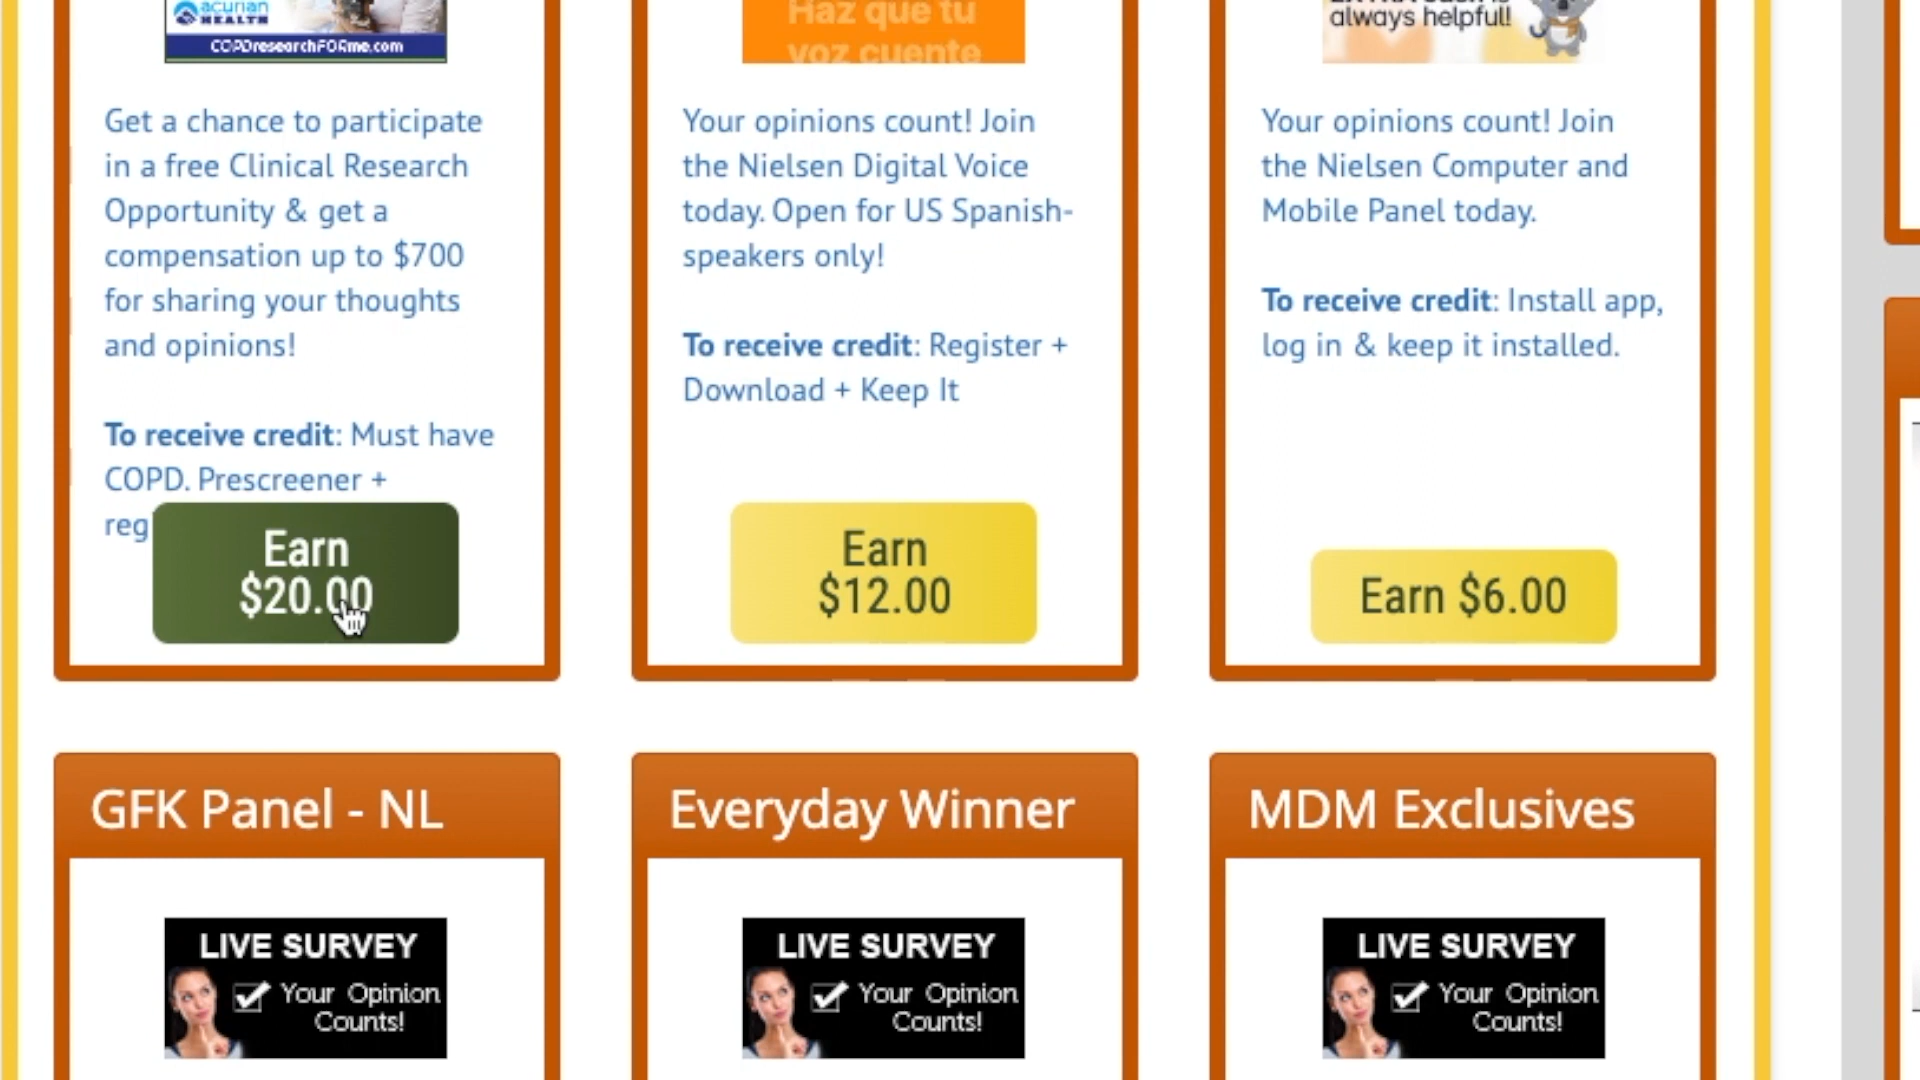 acurian
HEALTH
COPDresearchFORme.com
Get a chance to participate
in a free Clinical Research
Opportunity & get a
compensation up to $700
for sharing your thoughts
and opinions!
To receive credit: Must have
COPD. Prescreener +
reg
Earn
$20.00
Haz que tu
voz cuente
Your opinions count! Join
the Nielsen Digital Voice
today. Open for US Spanish-
speakers only!
To receive credit: Register +
Download + Keep It
Earn
$12.00
always helpful!
Your opinions count! Join
the Nielsen Computer and
Mobile Panel today.
To receive credit: Install app,
log in & keep it installed.
Earn $6.00
GFK Panel - NL
LIVE SURVEY
Your Opinion
Counts!
Everyday Winner
LIVE SURVEY
Your Opinion
Counts!
MDM Exclusives
LIVE SURVEY
Your Opinion
Counts!